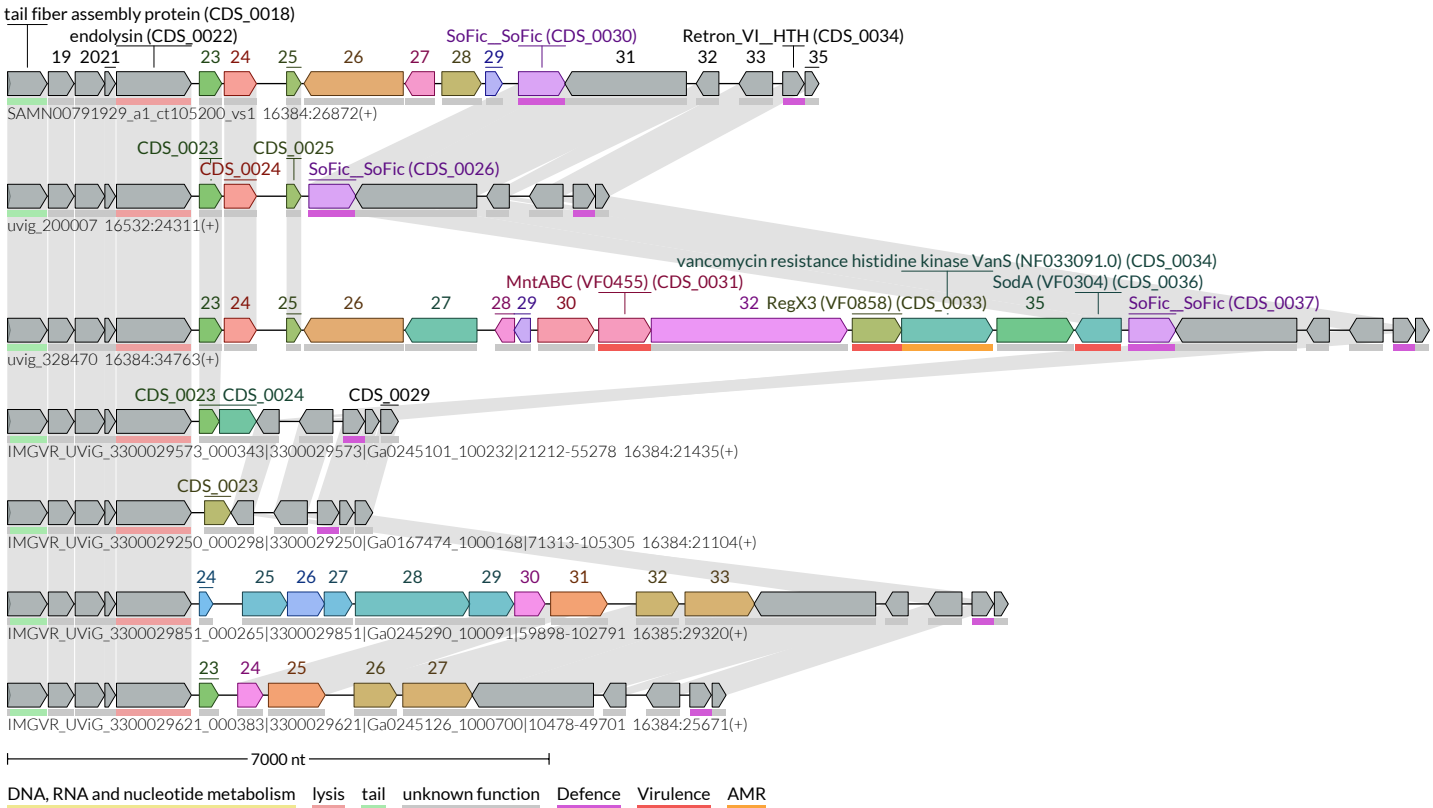 tail fiber assembly protein (CDS_0018)
endolysin (CDS_0022) SoFic__SoFic (CDS_0030) Retron_VI__HTH (CDS_0034)
19 2021 23 24 25 26 27 28 29 31 32 33 35
SAMN00791929_a1_ct105200_vs1 16384:26872(+)
CDS_0023 CDS_0025
CDS_0024 SoFic__SoFic (CDS_0026)
uvig_200007 16532:24311(+)
vancomycin resistance histidine kinase VanS (NF033091.0) (CDS_0034)
MntABC (VF0455) (CDS_0031) SodA (VF0304) (CDS_0036)
23 24 25 26 27 28 29 30 32 RegX3 (VF0858) (CDS_0033) 35 SoFic__SoFic (CDS_0037)
uvig_328470 16384:34763(+)
CDS_0023 CDS_0024 CDS_0029
IMGVR_UViG_3300029573_000343|3300029573|Ga0245101_100232|21212-55278 16384:21435(+)
CDS_0023
IMGVR_UViG_3300029250_000298|3300029250|Ga0167474_1000168|71313-105305 16384:21104(+)
24 25 26 27 28 29 30 31 32 33
IMGVR_UViG_3300029851_000265|3300029851|Ga0245290_100091|59898-102791 16385:29320(+)
23 24 25 26 27
IMGVR_UViG_3300029621_000383|3300029621|Ga0245126_1000700|10478-49701 16384:25671(+)
7000 nt
DNA, RNA and nucleotide metabolism lysis tail unknown function Defence Virulence AMR